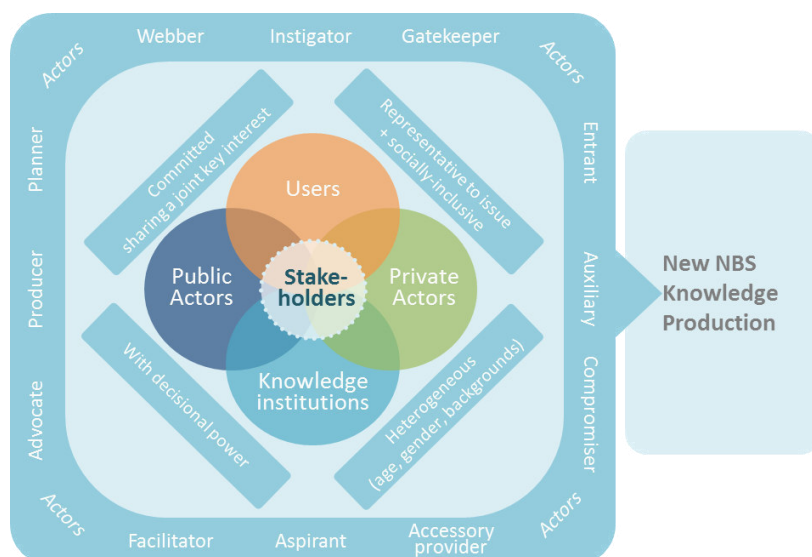 Webber
Instigator
Gatekeeper
Actors
Actors
Planner
Producer
Advocate
Entrant
Auxiliary
Compromiser
Committed
sharing a joint key interest
Representative to issue
+ socially-inclusive
Users
Public
Actors
Stake-
holders
Private
Actors
Knowledge
institutions
With decisional power
Heterogeneous
(age, gender, backgrounds)
New NBS
Knowledge
Production
Actors
Actors
Facilitator
Aspirant
Accessory
provider